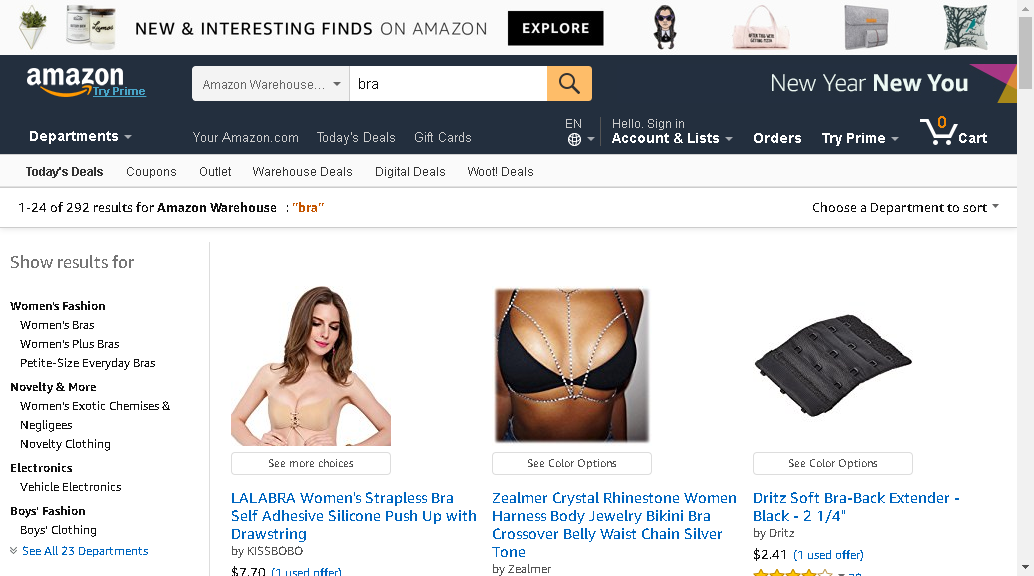 NEW & INTERESTING FINDS ON AMAZON
EXPLORE
amazon
Try Prime
Amazon Warehouse...
bra
New Year New You
Departments
Your Amazon.com
Today's Deals
Gift Cards
EN
Hello. Sign in
Account & Lists
Orders
Try Prime
0
Cart
Today's Deals
Coupons
Outlet
Warehouse Deals
Digital Deals
Woot! Deals
1-24 of 292 results for Amazon Warehouse : "bra"
Choose a Department to sort
Show results for
Women's Fashion
Women's Bras
Women's Plus Bras
Petite-Size Everyday Bras
Novelty & More
Women's Exotic Chemises &
Negligees
Novelty Clothing
Electronics
Vehicle Electronics
Boys' Fashion
Boys' Clothing
See All 23 Departments
See more choices
LALABRA Women's Strapless Bra
Self Adhesive Silicone Push Up with
Drawstring
by KISSBOBO
$7.70 (1 used offer)
See Color Options
Zealmer Crystal Rhinestone Women
Harness Body Jewelry Bikini Bra
Crossover Belly Waist Chain Silver
Tone
by Zealmer
See Color Options
Dritz Soft Bra-Back Extender -
Black - 2 1/4"
by Dritz
$2.41 (1 used offer)